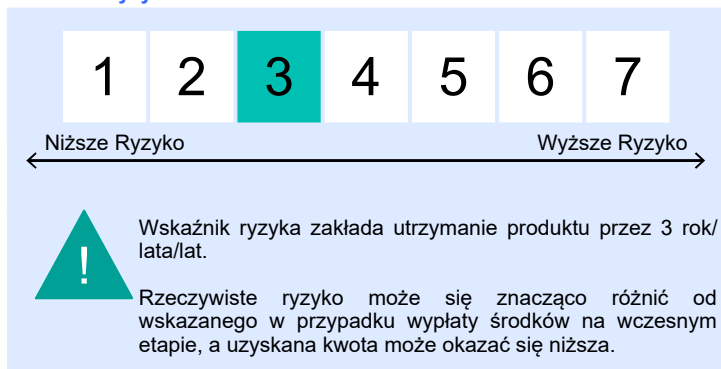 1 2 3 4 5 6 7
Niższe Ryzyko Wyższe Ryzyko
!
Wskaźnik ryzyka zakłada utrzymanie produktu przez 3 rok/
lata/lat.
Rzeczywiste ryzyko może się znacząco różnić od
wskazanego w przypadku wypłaty środków na wczesnym
etapie, a uzyskana kwota może okazać się niższa.